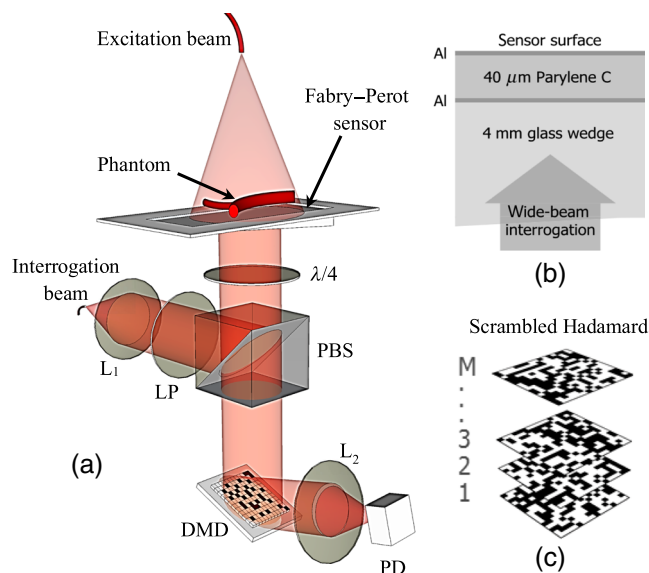 Excitation beam
Fabry–Perot
sensor
Phantom
Interrogation
beam
λ/4
L₁
LP
PBS
(a)
L₂
DMD
PD
Sensor surface
Al
40 μm Parylene C
Al
4 mm glass wedge
Wide-beam
interrogation
(b)
Scrambled Hadamard
M
.
.
.
3
2
1
(c)